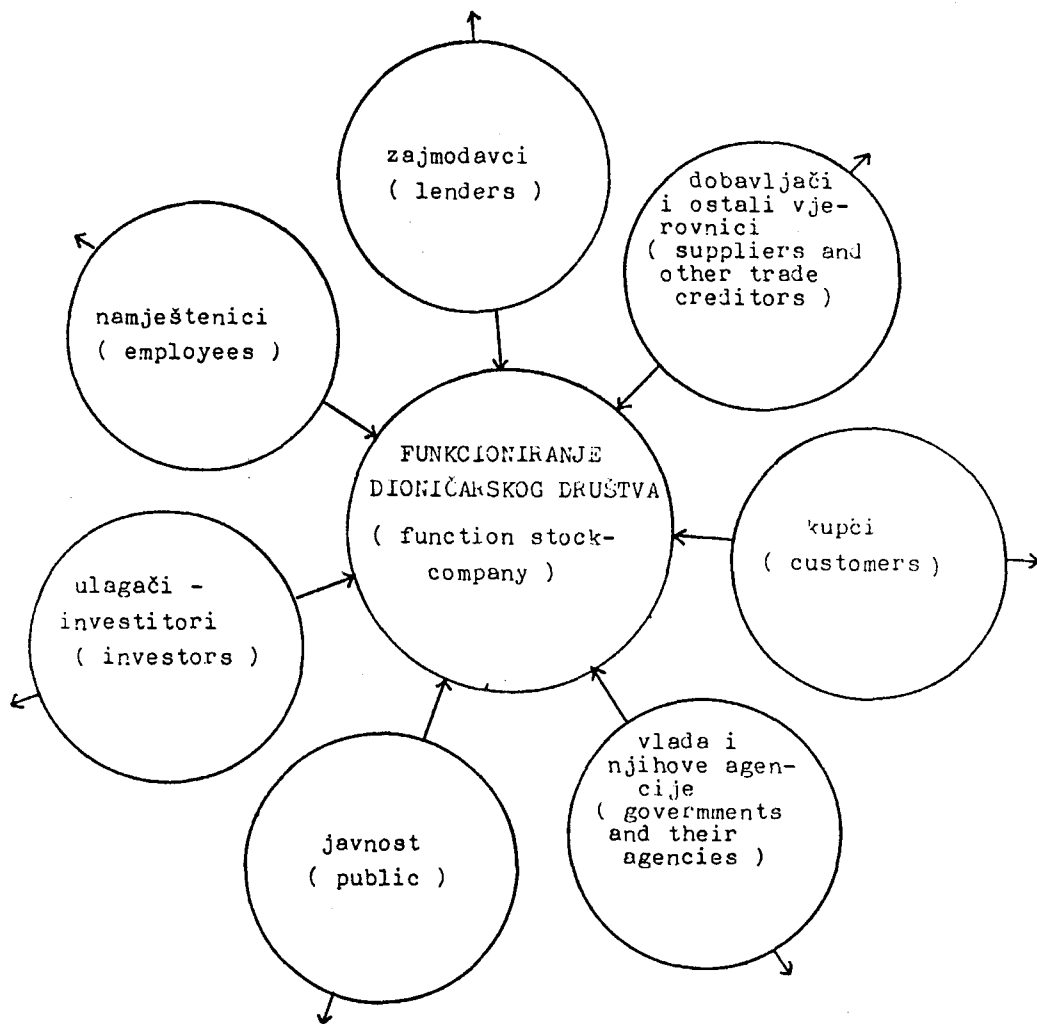 zajmodavci
( lenders )
dobavljači
i ostali vje-
rovnici
( suppliers and
other trade
creditors )
namještenici
( employees )
FUNKCIONIRANJE
DIONIČARSKOG DRUŠTVA
( function stock-
company )
kupci
( customers )
ulagači -
investitori
( investors )
vlada i
njihove agen-
cije
( governments
and their
agencies )
javnost
( public )